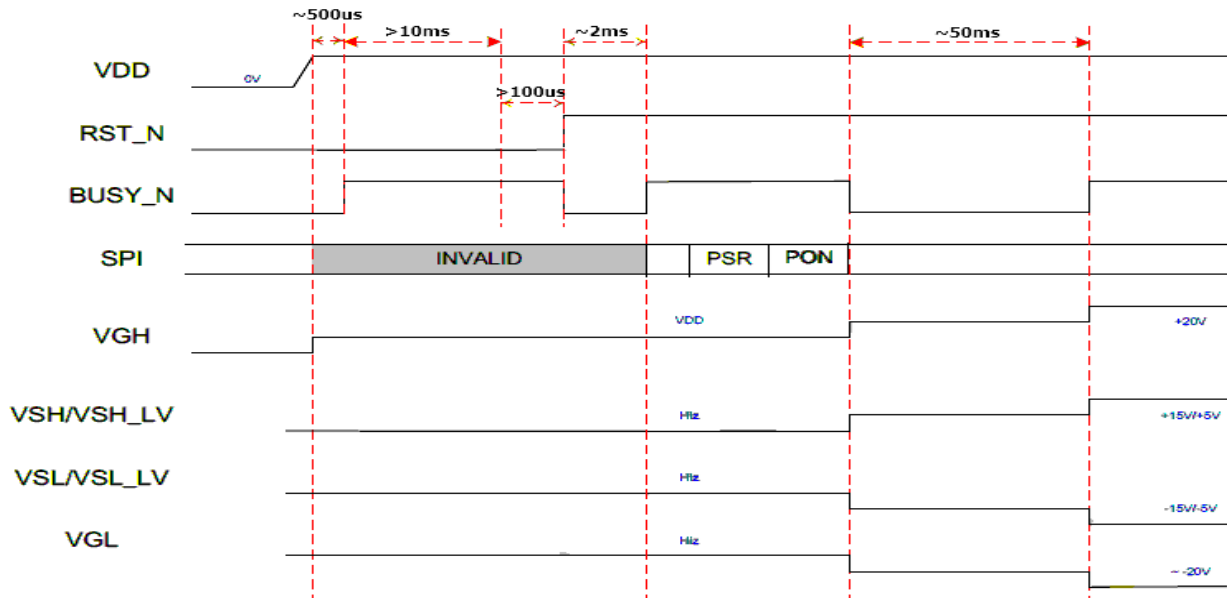 ~500us
>10ms
~2ms
~50ms
VDD
0V
>100us
RST_N
BUSY_N
SPI
INVALID
PSR
PON
VGH
VDD
+20V
VSH/VSH_LV
Hiz
+15V/+5V
VSL/VSL_LV
Hiz
-15V/-5V
VGL
Hiz
~ -20V